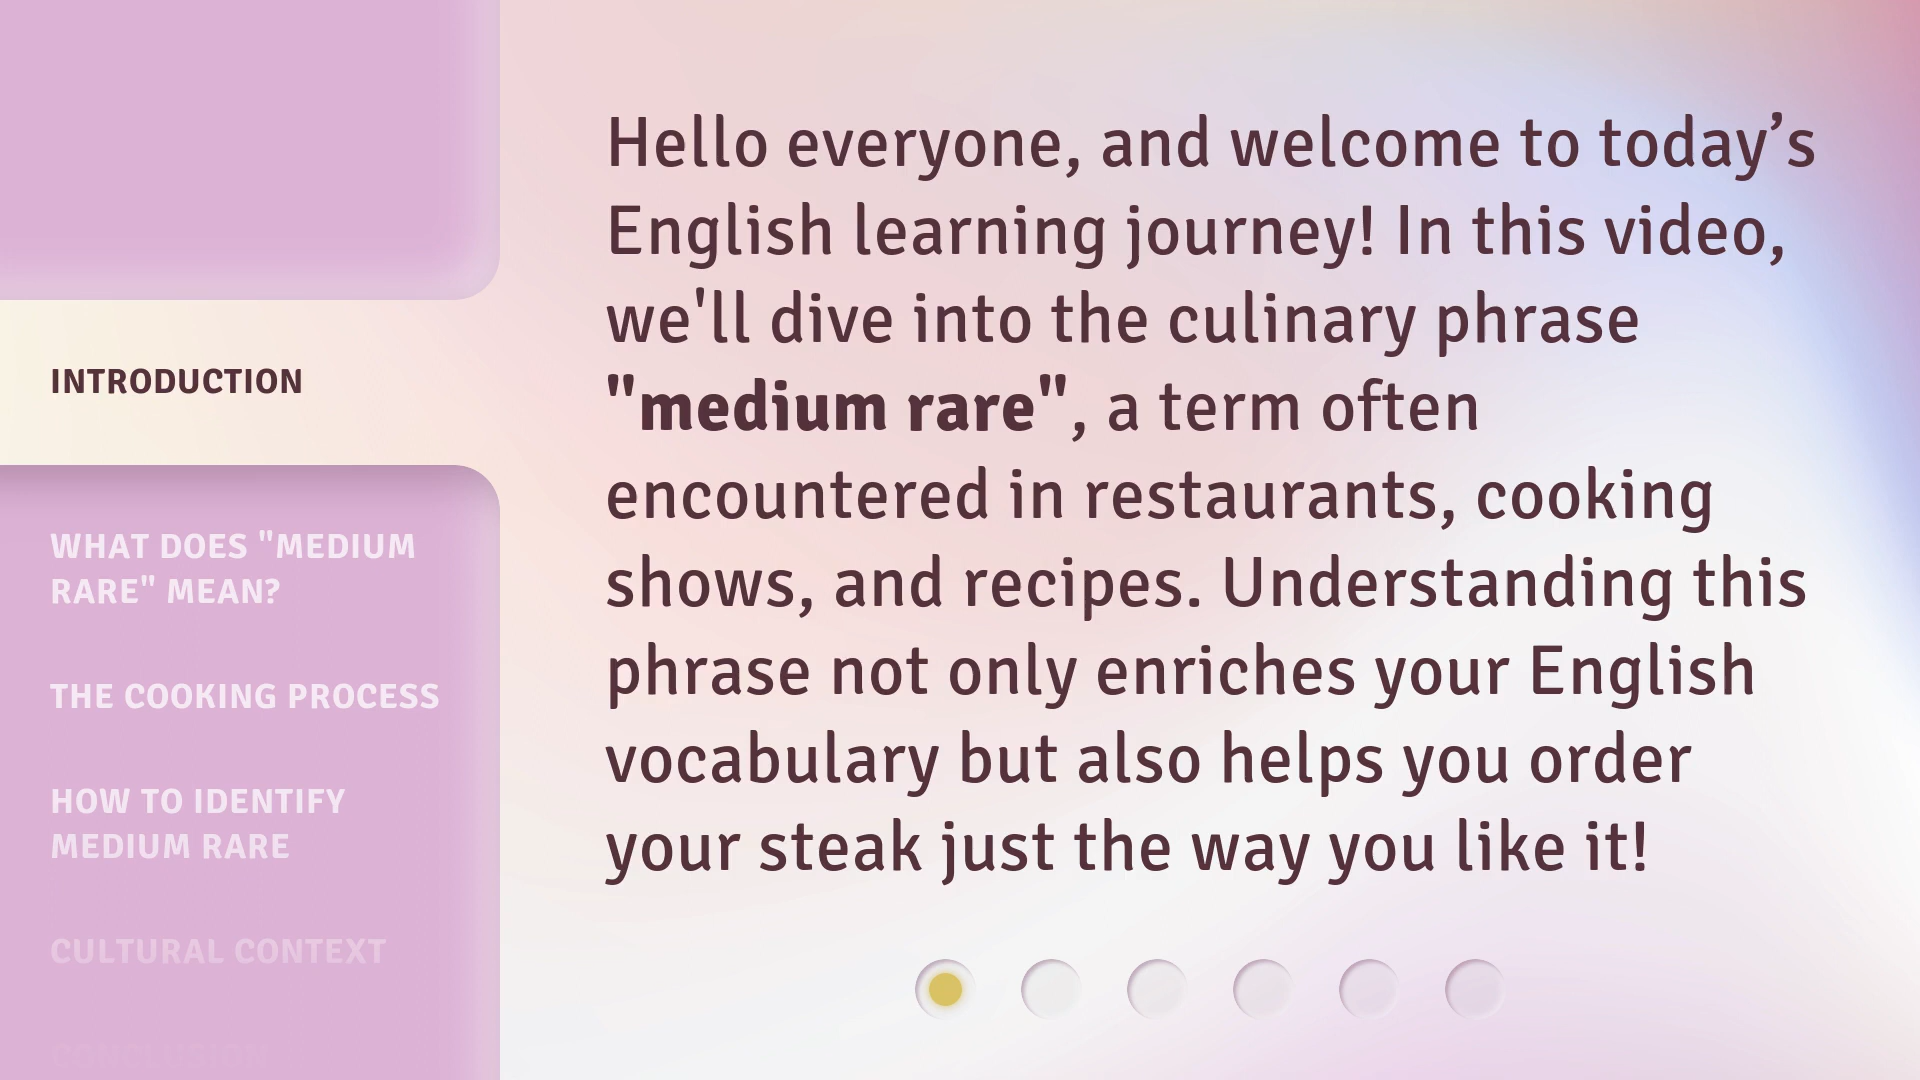 INTRODUCTION
WHAT DOES "MEDIUM
RARE" MEAN?
THE COOKING PROCESS
HOW TO IDENTIFY
MEDIUM RARE
CULTURAL CONTEXT
CONCLUSION
Hello everyone, and welcome to today’s
English learning journey! In this video,
we'll dive into the culinary phrase
"medium rare", a term often
encountered in restaurants, cooking
shows, and recipes. Understanding this
phrase not only enriches your English
vocabulary but also helps you order
your steak just the way you like it!